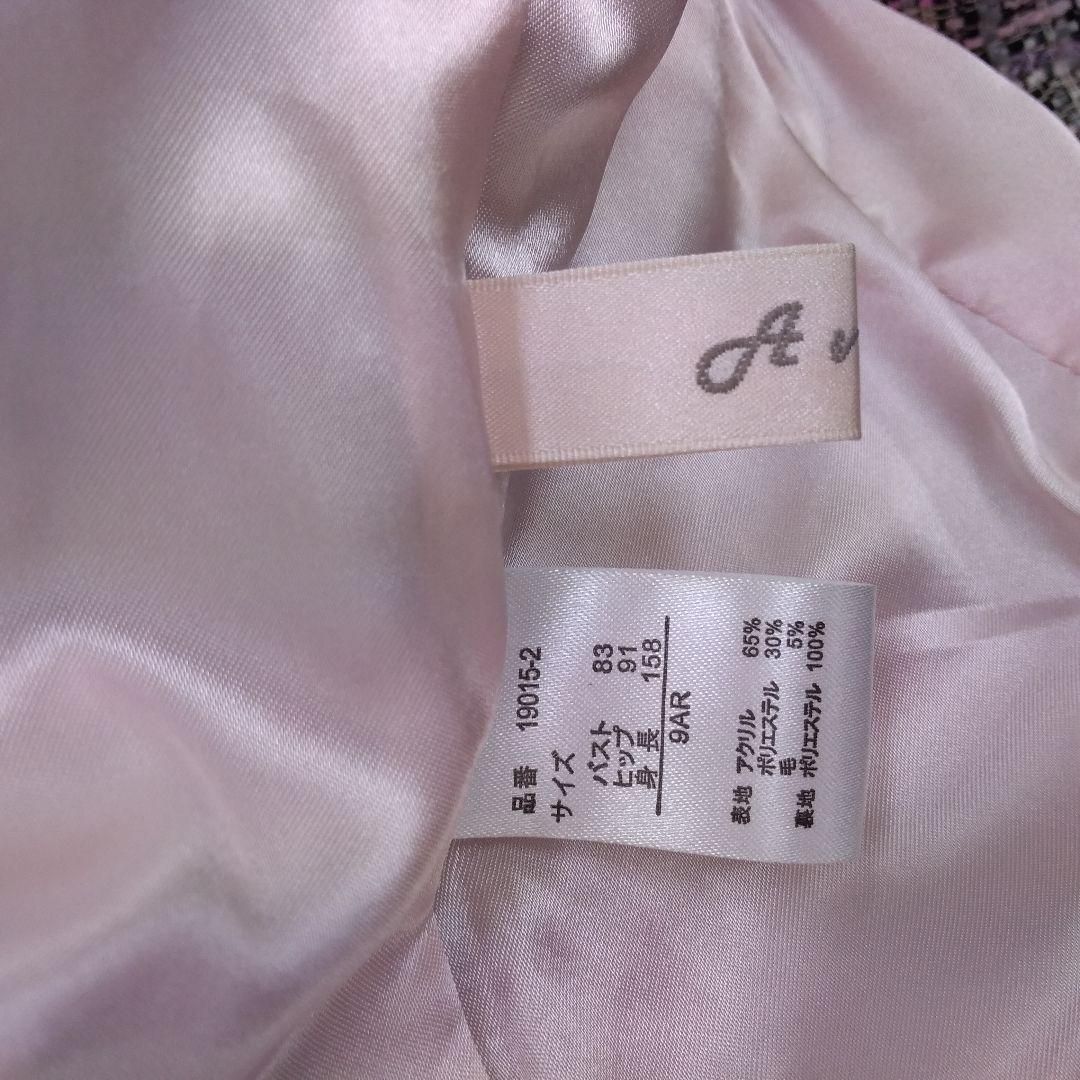 A
品番 19015-2
サイズ
バスト 83
ヒップ 91
身長 158
9AR
表地 アクリル 65%
ポリエステル 30%
毛 5%
裏地 ポリエステル 100%